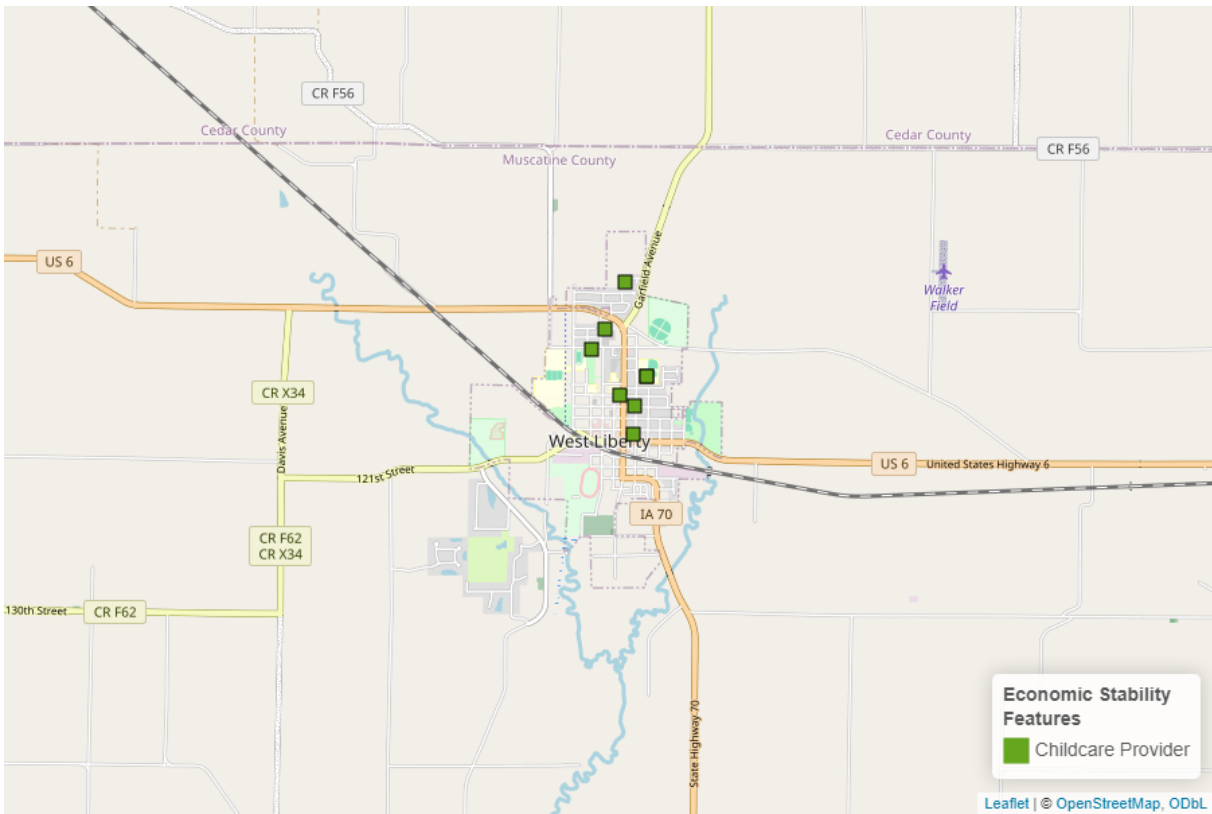 CR F56
Cedar County
Cedar County
CR F56
Muscatine County
Garfield Avenue
US 6
Walker
Field
CR X34
Davis Avenue
West Liberty
US 6
United States Highway 6
121st Street
IA 70
CR F62
CR X34
130th Street
CR F62
State Highway 70
Economic Stability
Features
Childcare Provider
Leaflet | © OpenStreetMap, ODbL